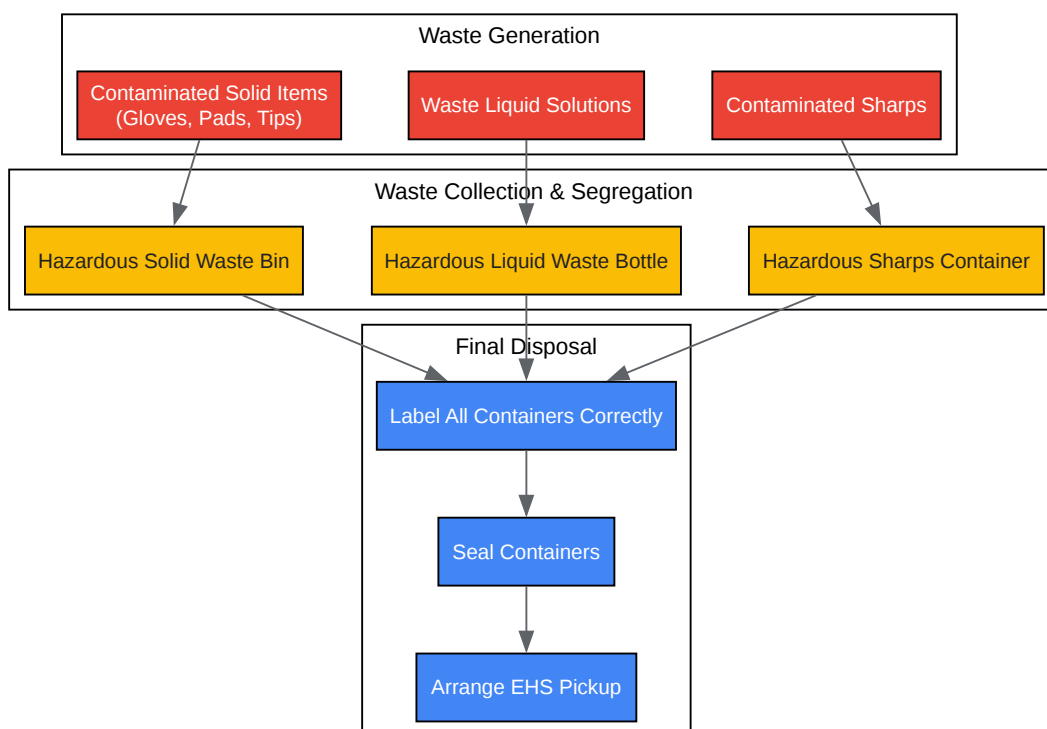 Waste Generation
Contaminated Solid Items
(Gloves, Pads, Tips)
Waste Liquid Solutions
Contaminated Sharps
Waste Collection & Segregation
Hazardous Solid Waste Bin
Hazardous Liquid Waste Bottle
Hazardous Sharps Container
Final Disposal
Label All Containers Correctly
Seal Containers
Arrange EHS Pickup